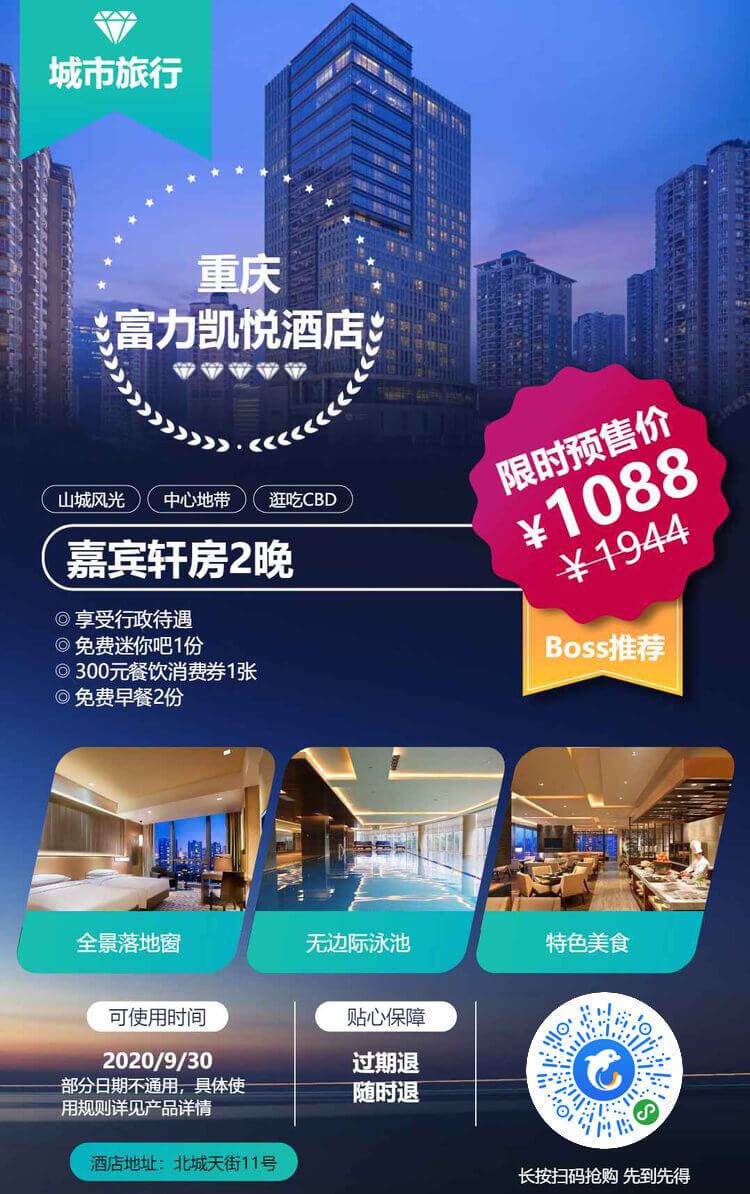 城市旅行
重庆
富力凯悦酒店
限时预售价
¥1088
¥1944
Boss推荐
山城风光
中心地带
逛吃CBD
嘉宾轩房2晚
◎ 享受行政待遇
◎ 免费迷你吧1份
◎ 300元餐饮消费券1张
◎ 免费早餐2份
全景落地窗
无边际泳池
特色美食
可使用时间
2020/9/30
部分日期不通用，具体使
用规则详见产品详情
贴心保障
过期退
随时退
酒店地址：北城天街11号
长按扫码抢购 先到先得